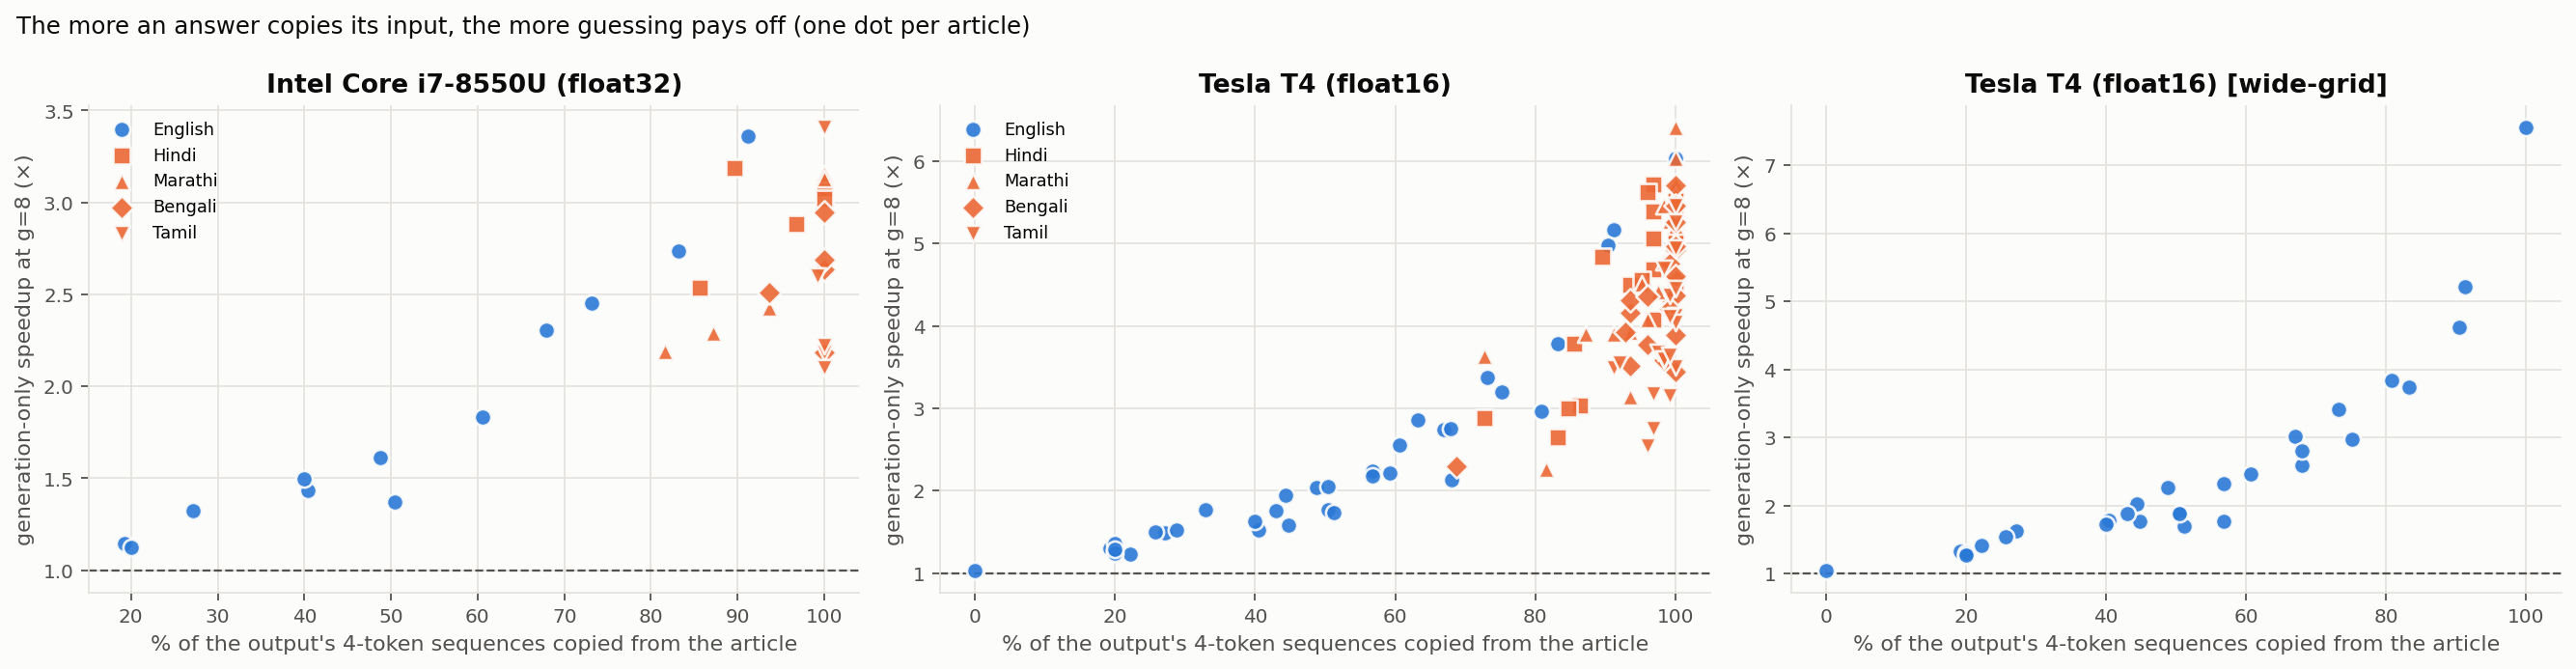 The more an answer copies its input, the more guessing pays off (one dot per article)
Intel Core i7-8550U (float32)
generation-only speedup at g=8 (×)
3.5
3.0
2.5
2.0
1.5
1.0
English
Hindi
Marathi
Bengali
Tamil
20 30 40 50 60 70 80 90 100
% of the output's 4-token sequences copied from the article
Tesla T4 (float16)
generation-only speedup at g=8 (×)
6
5
4
3
2
1
English
Hindi
Marathi
Bengali
Tamil
0 20 40 60 80 100
% of the output's 4-token sequences copied from the article
Tesla T4 (float16) [wide-grid]
generation-only speedup at g=8 (×)
7
6
5
4
3
2
1
0 20 40 60 80 100
% of the output's 4-token sequences copied from the article